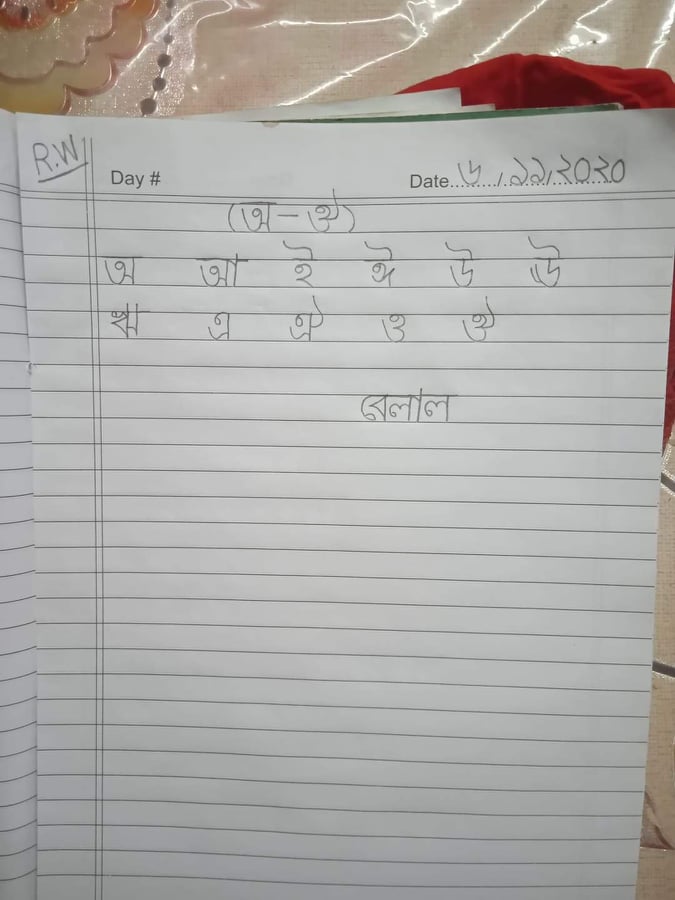 R.W
Day # Date ৬.১১.২০২০
(অ - ঔ)
অ আ ই ঈ উ ঊ
ঋ এ ঐ ও ঔ
বেলাল